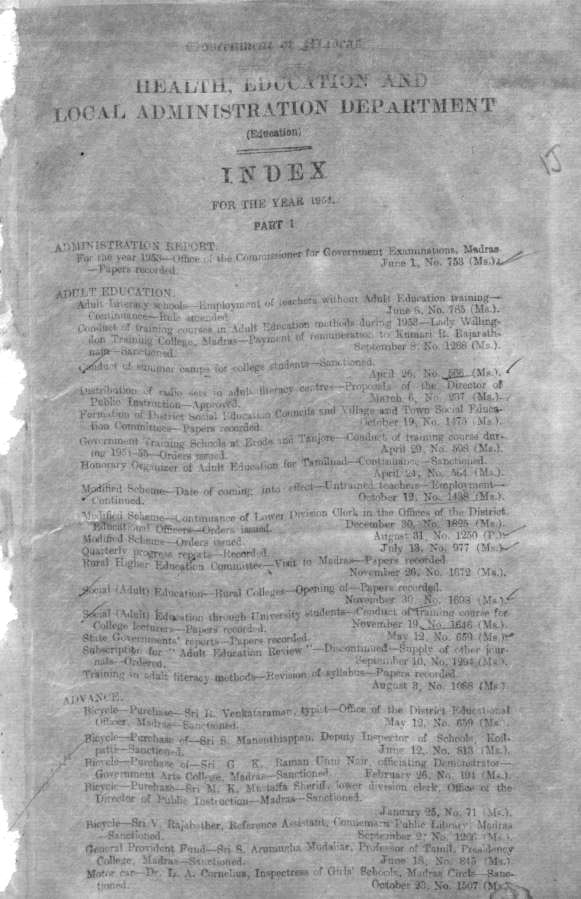 Government of Madras
HEALTH, EDUCATION AND
LOCAL ADMINISTRATION DEPARTMENT
(Education)
INDEX
FOR THE YEAR 1954.
PART I
ADMINISTRATION REPORT.
For the year 1953—Office of the Commissioner for Government Examinations, Madras
—Papers recorded. June 1, No. 753 (Ms.).
ADULT EDUCATION.
Adult Literacy schools—Employment of teachers without Adult Education training—
Continuance—Rule amended. June 8, No. 785 (Ms.).
Conduct of training courses in Adult Education methods during 1953—Lady Willing-
don Training College, Madras—Payment of remuneration to Kumari R. Rajarath-
nam—Sanctioned. September 8, No. 1268 (Ms.).
Conduct of summer camps for college students—Sanctioned.
April 26, No. 568 (Ms.).
Distribution of radio sets in adult literacy centres—Proposals of the Director of
Public Instruction—Approved. March 6, No. 237 (Ms.).
Formation of District Social Education Councils and Village and Town Social Educa-
tion Committees—Papers recorded. October 19, No. 1475 (Ms.).
Government Training Schools at Erode and Tanjore—Conduct of training course dur-
ing 1954-55—Orders issued. April 29, No. 598 (Ms.).
Honorary Organizer of Adult Education for Tamilnad—Continuance—Sanctioned.
April 24, No. 564 (Ms.).
Modified Scheme—Date of coming into effect—Untrained teachers—Employment—
Continued. October 12, No. 1438 (Ms.).
Modified Scheme—Continuance of Lower Division Clerk in the Offices of the District
Educational Officers—Orders issued. December 30, No. 1895 (Ms.).
Modified Scheme—Orders issued. August 31, No. 1250 (P.).
Quarterly progress reports—Recorded. July 13, No. 977 (Ms.).
Rural Higher Education Committee—Visit to Madras—Papers recorded
November 26, No. 1672 (Ms.).
Social (Adult) Education—Rural Colleges—Opening of—Papers recorded.
November 30, No. 1698 (Ms.).
Social (Adult) Education through University students—Conduct of Training course for
College lecturers—Papers recorded. November 19, No. 1646 (Ms.).
State Governments' reports—Papers recorded. May 12, No. 659 (Ms.).
Subscription for "Adult Education Review"—Discontinued—Supply of other jour-
nals—Ordered. September 10, No. 1294 (Ms.).
Training in adult literacy methods—Revision of syllabus—Papers recorded.
August 3, No. 1088 (Ms.).
ADVANCE.
Bicycle—Purchase—Sri R. Venkataraman, typist—Office of the District Educational
Officer, Madras—Sanctioned. May 12, No. 659 (Ms.).
Bicycle—Purchase of—Sri S. Manenthiappan, Deputy Inspector of Schools, Koil-
patti—Sanctioned. June 12, No. 813 (Ms.).
Bicycle—Purchase of—Sri G. K. Raman Unni Nair, officiating Demonstrator—
Government Arts College, Madras—Sanctioned. February 26, No. 194 (Ms.).
Bicycle—Purchase—Sri M. K. Mustaffa Sheriff, lower division clerk, Office of the
Director of Public Instruction—Madras—Sanctioned.
January 25, No. 71 (Ms.).
Bicycle—Sri V. Rajabather, Reference Assistant, Connemara Public Library, Madras
—Sanctioned. September 2, No. 1266 (Ms.).
General Provident Fund—Sri S. Arumugha Mudaliar, Professor of Tamil, Presidency
College, Madras—Sanctioned. June 18, No. 845 (Ms.).
Motor car—Dr. L. A. Cornelius, Inspectress of Girls' Schools, Madras Circle—Sanc-
tioned. October 23, No. 1507 (Ms.).